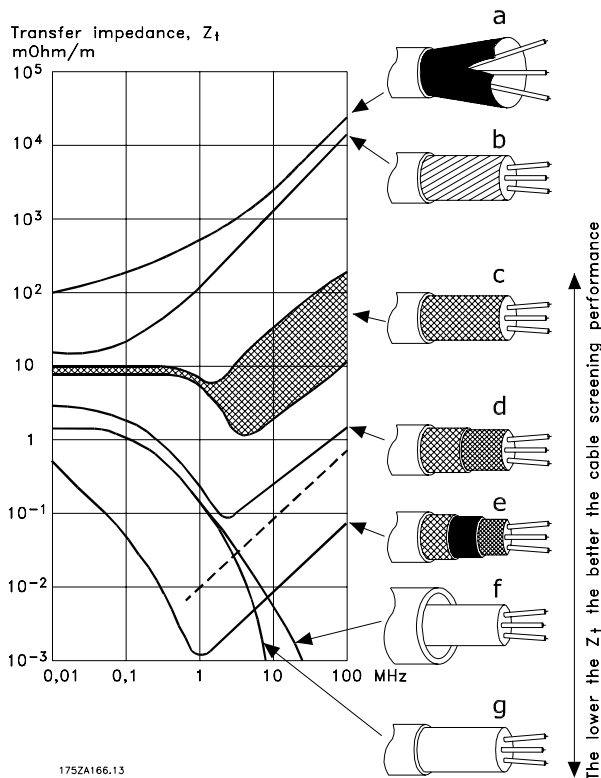 Transfer impedance, Zt
mOhm/m
10⁵
10⁴
10³
10²
10
1
10⁻¹
10⁻²
10⁻³
0,01 0,1 1 10 100 MHz
a
b
c
d
e
f
g
The lower the Zt the better the cable screening performance
175ZA166.13